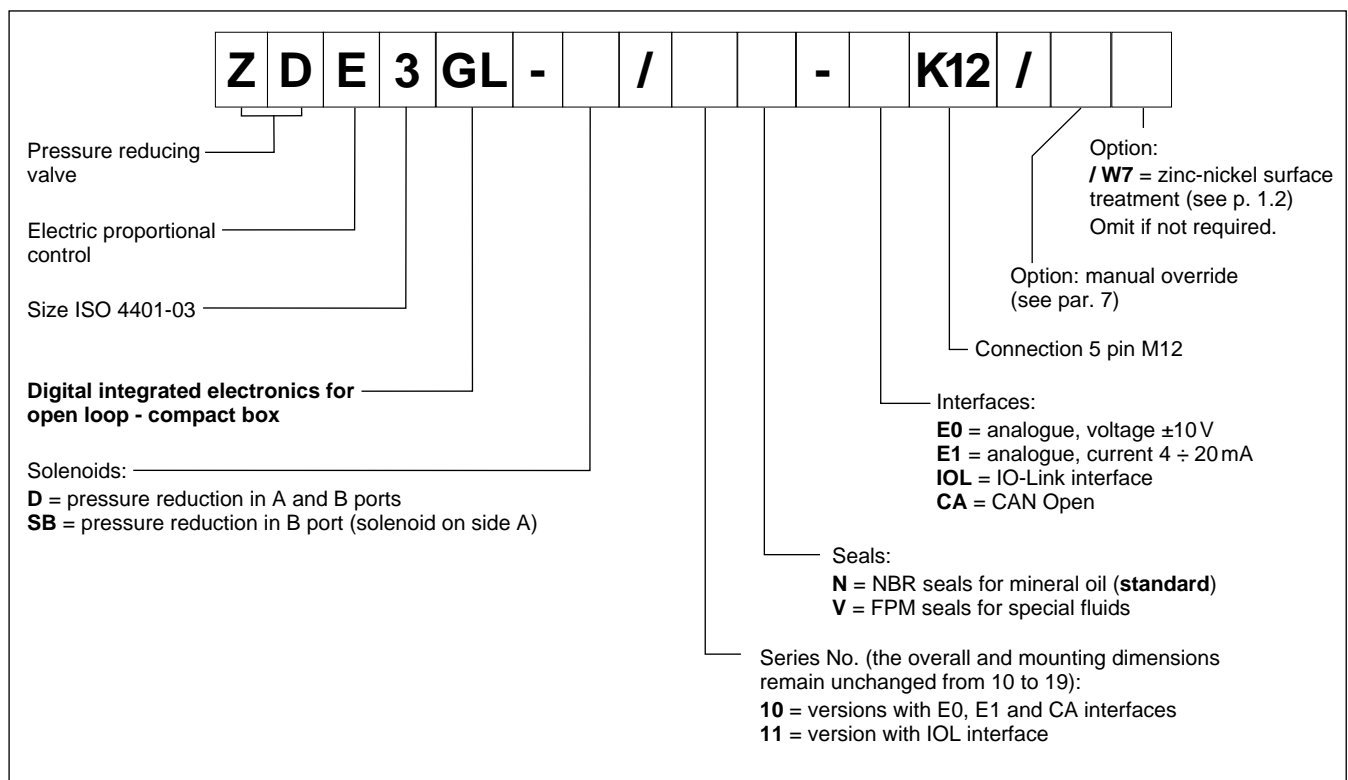 Z D E 3 GL - / - K12 /
Pressure reducing
valve
Electric proportional
control
Size ISO 4401-03
Digital integrated electronics for
open loop - compact box
Solenoids:
D = pressure reduction in A and B ports
SB = pressure reduction in B port (solenoid on side A)
Option:
/ W7 = zinc-nickel surface
treatment (see p. 1.2)
Omit if not required.
Option: manual override
(see par. 7)
Connection 5 pin M12
Interfaces:
E0 = analogue, voltage ±10 V
E1 = analogue, current 4 ÷ 20 mA
IOL = IO-Link interface
CA = CAN Open
Seals:
N = NBR seals for mineral oil (standard)
V = FPM seals for special fluids
Series No. (the overall and mounting dimensions
remain unchanged from 10 to 19):
10 = versions with E0, E1 and CA interfaces
11 = version with IOL interface